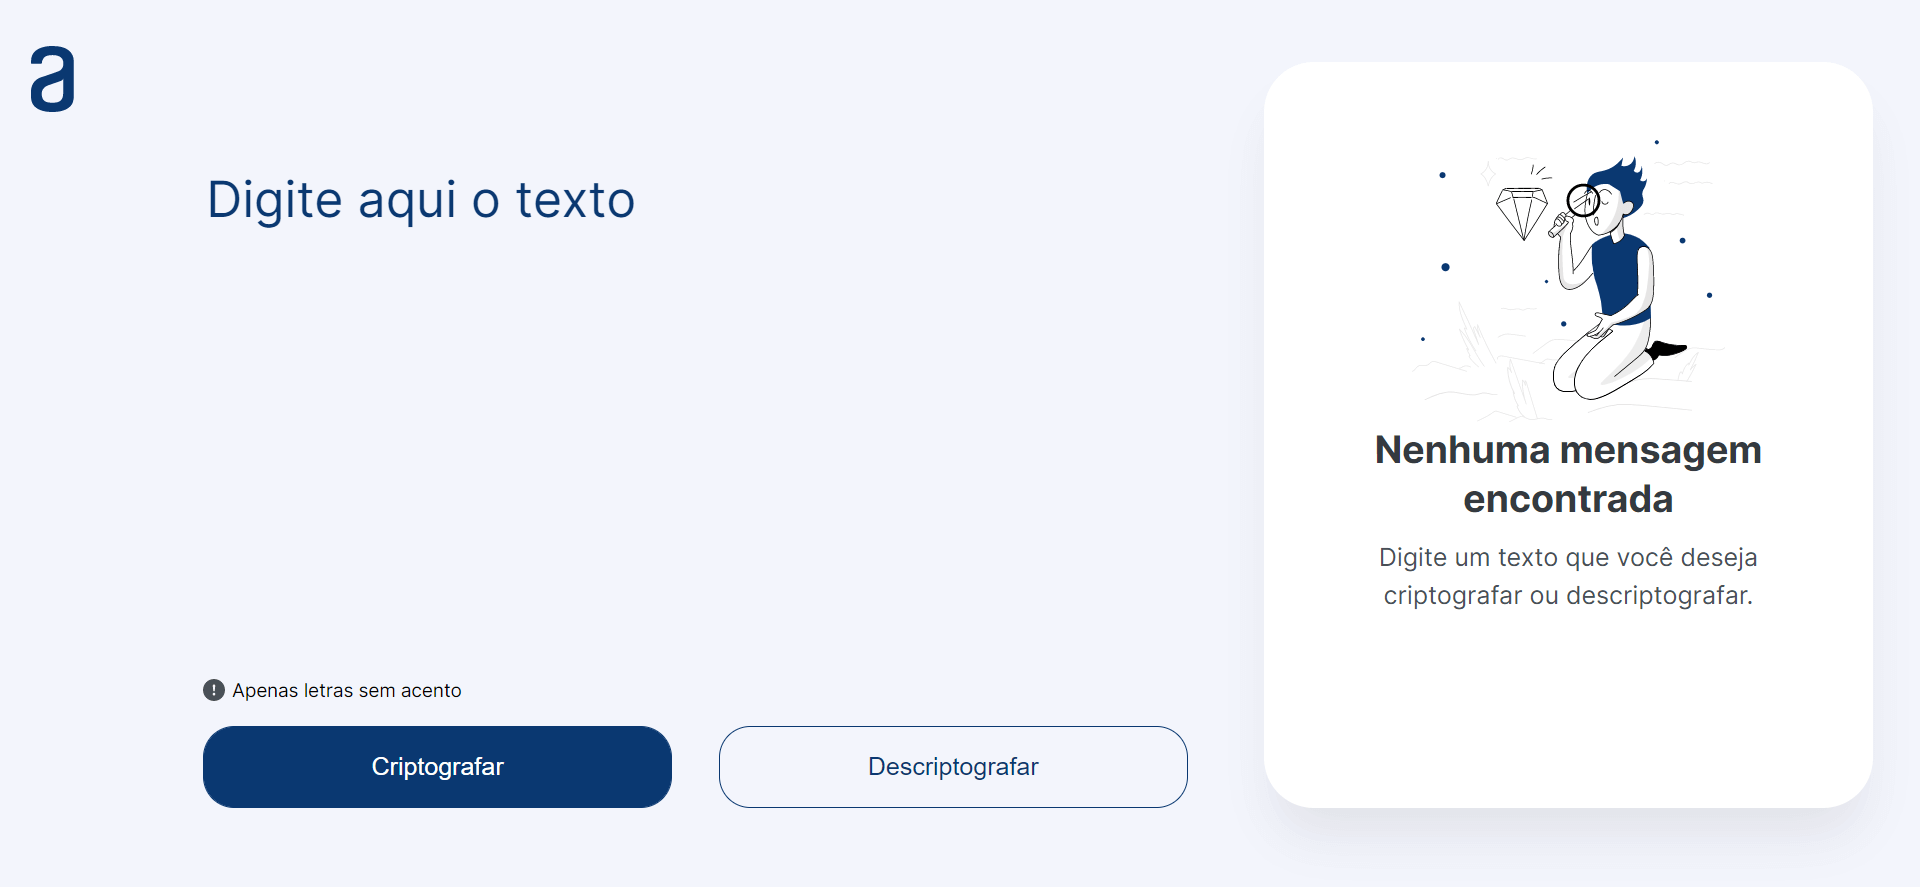 a
Digite aqui o texto
Apenas letras sem acento
Criptografar
Descriptografar
Nenhuma mensagem
encontrada
Digite um texto que você deseja
criptografar ou descriptografar.